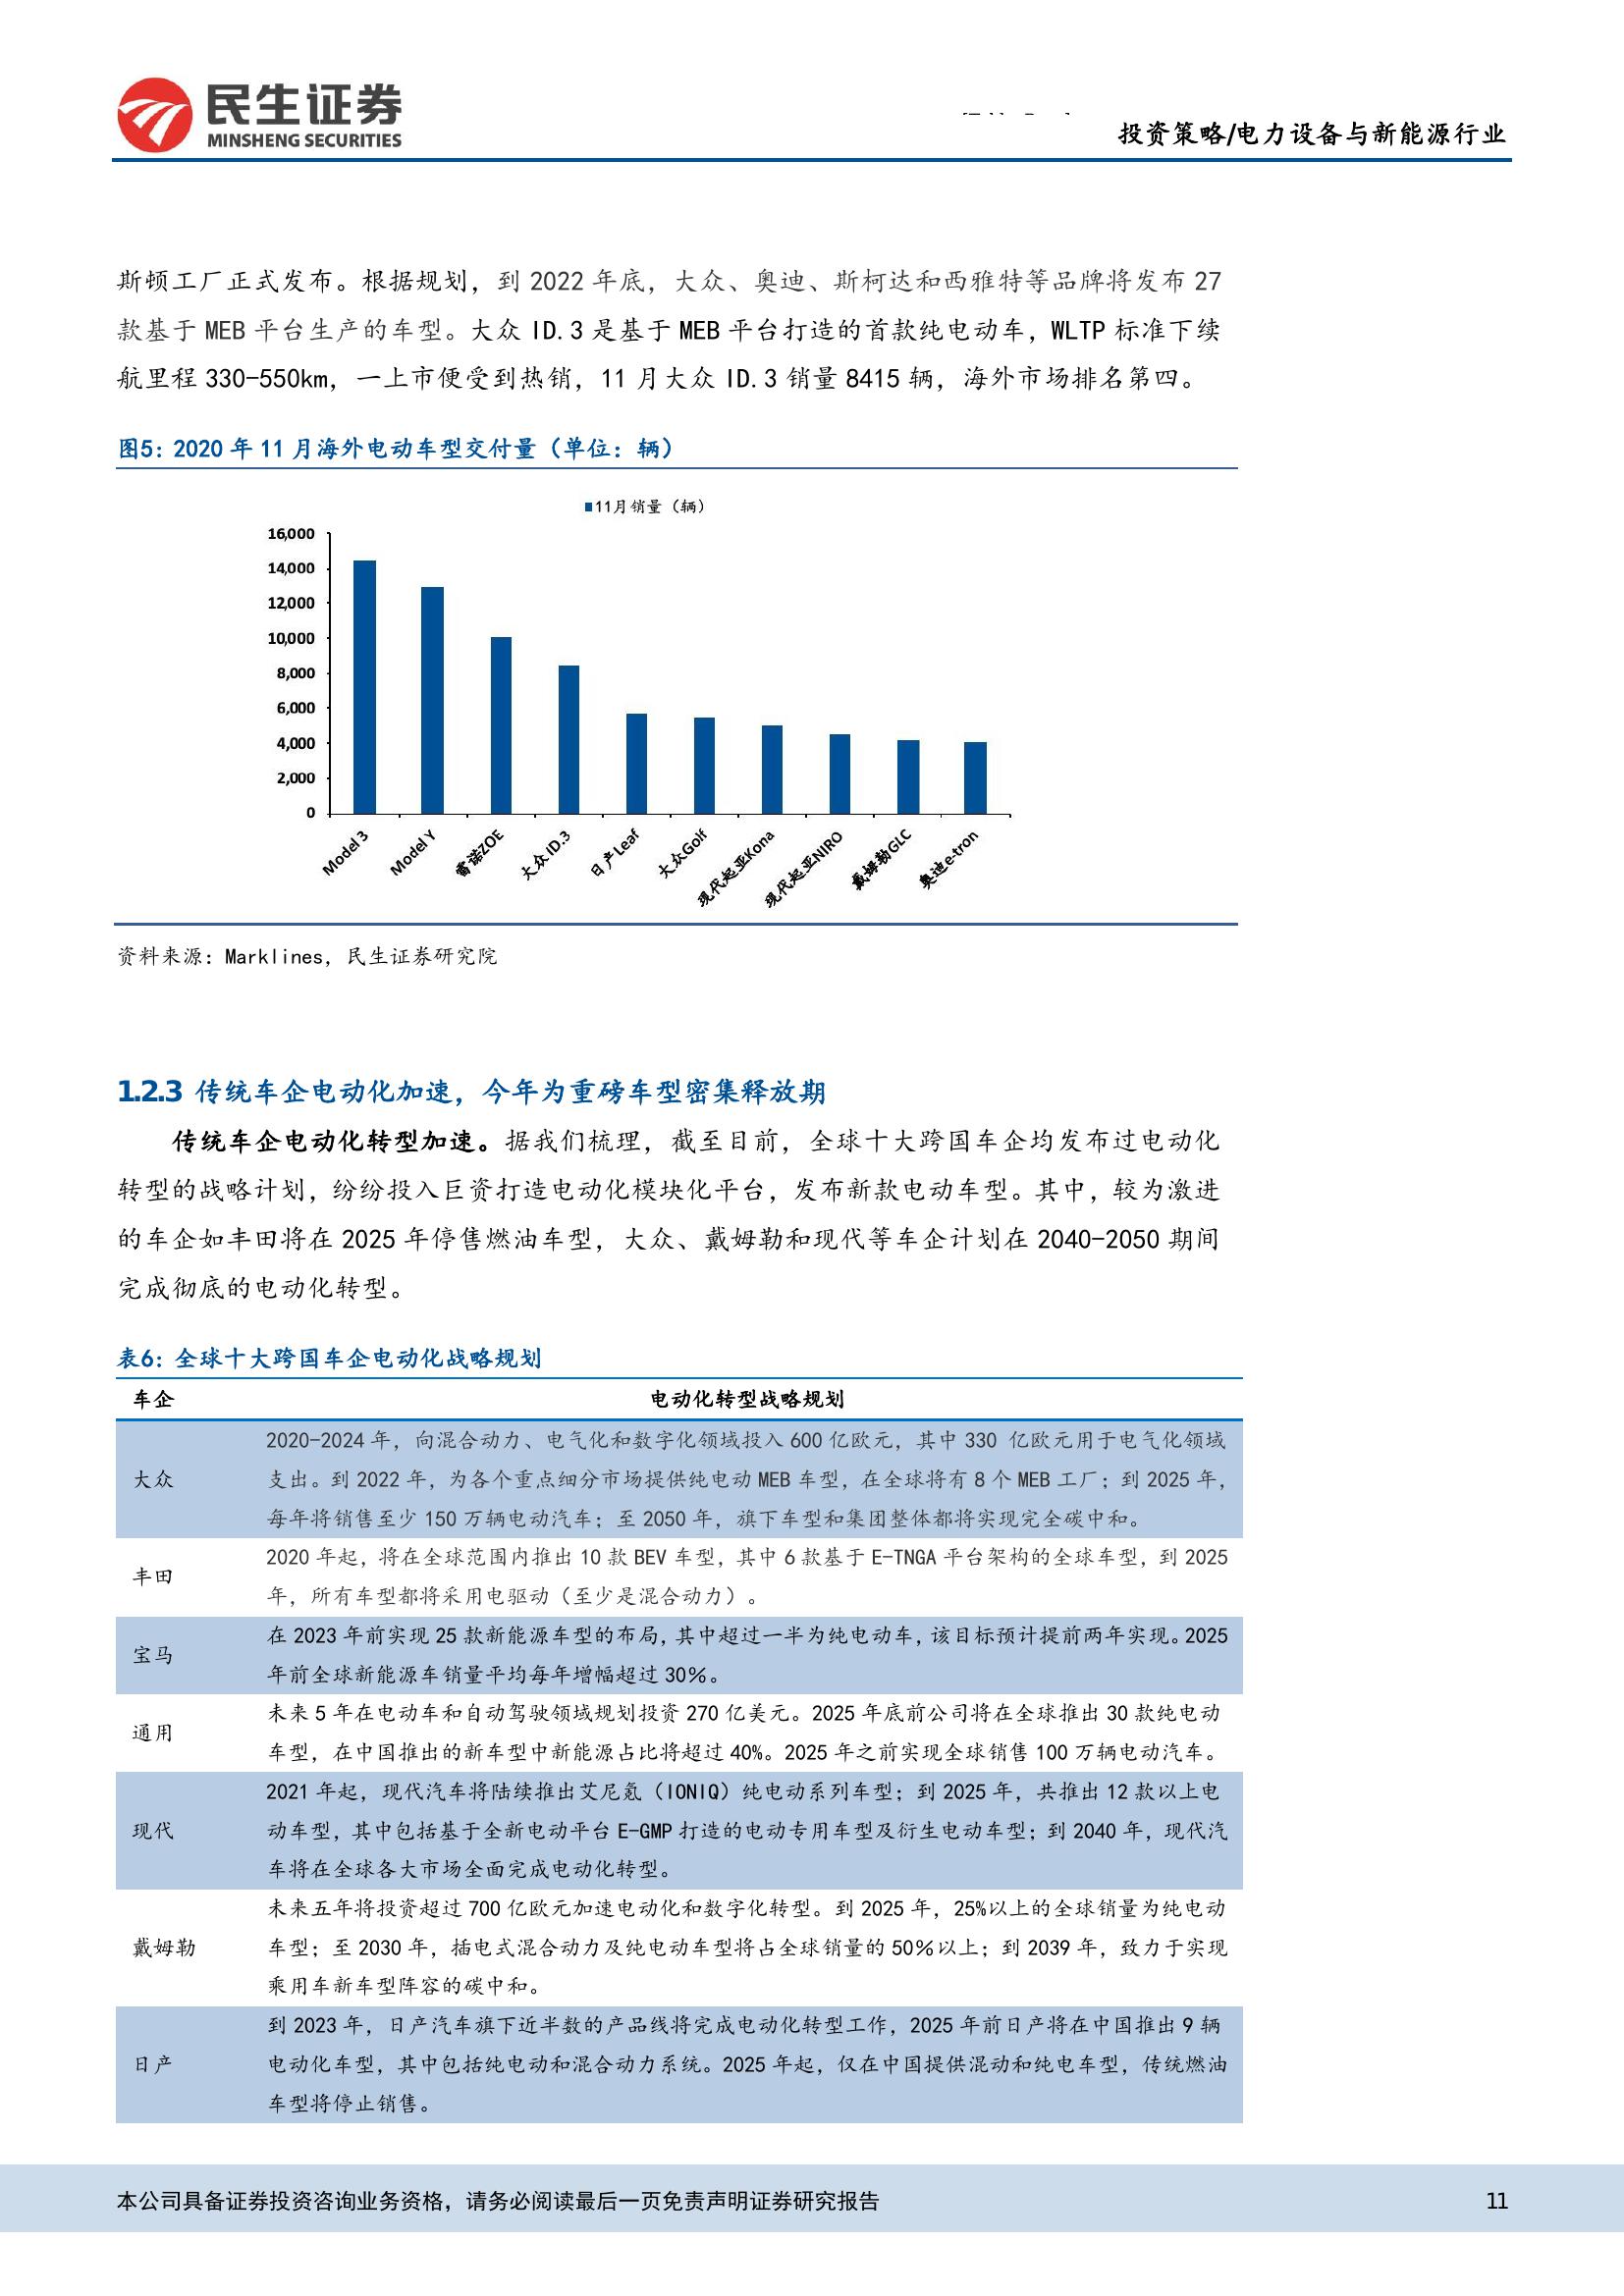 民生证券
MINSHENG SECURITIES
投资策略/电力设备与新能源行业
斯顿工厂正式发布。根据规划，到 2022 年底，大众、奥迪、斯柯达和西雅特等品牌将发布 27
款基于 MEB 平台生产的车型。大众 ID.3 是基于 MEB 平台打造的首款纯电动车，WLTP 标准下续
航里程 330-550km，一上市便受到热销，11 月大众 ID.3 销量 8415 辆，海外市场排名第四。
图5：2020 年 11 月海外电动车型交付量（单位：辆）
11月销量（辆）
16,000
14,000
12,000
10,000
8,000
6,000
4,000
2,000
0
Model 3
Model Y
雷诺ZOE
大众 ID.3
日产Leaf
大众Golf
现代起亚Kona
现代起亚NIRO
戴姆勒GLC
奥迪e-tron
资料来源：Marklines，民生证券研究院
1.2.3 传统车企电动化加速，今年为重磅车型密集释放期
传统车企电动化转型加速。据我们梳理，截至目前，全球十大跨国车企均发布过电动化
转型的战略计划，纷纷投入巨资打造电动化模块化平台，发布新款电动车型。其中，较为激进
的车企如丰田将在 2025 年停售燃油车型，大众、戴姆勒和现代等车企计划在 2040-2050 期间
完成彻底的电动化转型。
表6：全球十大跨国车企电动化战略规划
车企 电动化转型战略规划
大众
2020-2024 年，向混合动力、电气化和数字化领域投入 600 亿欧元，其中 330 亿欧元用于电气化领域
支出。到 2022 年，为各个重点细分市场提供纯电动 MEB 车型，在全球将有 8 个 MEB 工厂；到 2025 年，
每年将销售至少 150 万辆电动汽车；至 2050 年，旗下车型和集团整体都将实现完全碳中和。
丰田
2020 年起，将在全球范围内推出 10 款 BEV 车型，其中 6 款基于 E-TNGA 平台架构的全球车型，到 2025
年，所有车型都将采用电驱动（至少是混合动力）。
宝马
在 2023 年前实现 25 款新能源车型的布局，其中超过一半为纯电动车，该目标预计提前两年实现。2025
年前全球新能源车销量平均每年增幅超过 30%。
通用
未来 5 年在电动车和自动驾驶领域规划投资 270 亿美元。2025 年底前公司将在全球推出 30 款纯电动
车型，在中国推出的新车型中新能源占比将超过 40%。2025 年之前实现全球销售 100 万辆电动汽车。
现代
2021 年起，现代汽车将陆续推出艾尼氪（IONIQ）纯电动系列车型；到 2025 年，共推出 12 款以上电
动车型，其中包括基于全新电动平台 E-GMP 打造的电动专用车型及衍生电动车型；到 2040 年，现代汽
车将在全球各大市场全面完成电动化转型。
戴姆勒
未来五年将投资超过 700 亿欧元加速电动化和数字化转型。到 2025 年，25%以上的全球销量为纯电动
车型；至 2030 年，插电式混合动力及纯电动车型将占全球销量的 50%以上；到 2039 年，致力于实现
乘用车新车型阵容的碳中和。
日产
到 2023 年，日产汽车旗下近半数的产品线将完成电动化转型工作，2025 年前日产将在中国推出 9 辆
电动化车型，其中包括纯电动和混合动力系统。2025 年起，仅在中国提供混动和纯电车型，传统燃油
车型将停止销售。
本公司具备证券投资咨询业务资格，请务必阅读最后一页免责声明证券研究报告 11